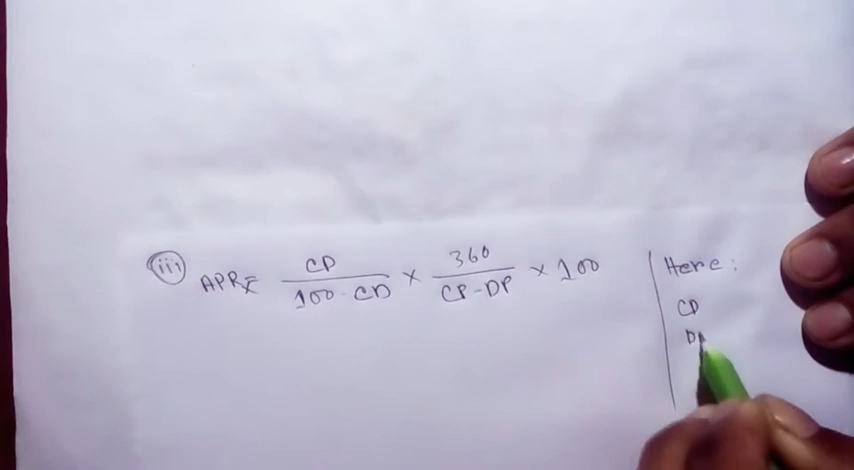 (iii) APR = CD / 100 - CD × 360 / CP - DP × 100
Here:
CD